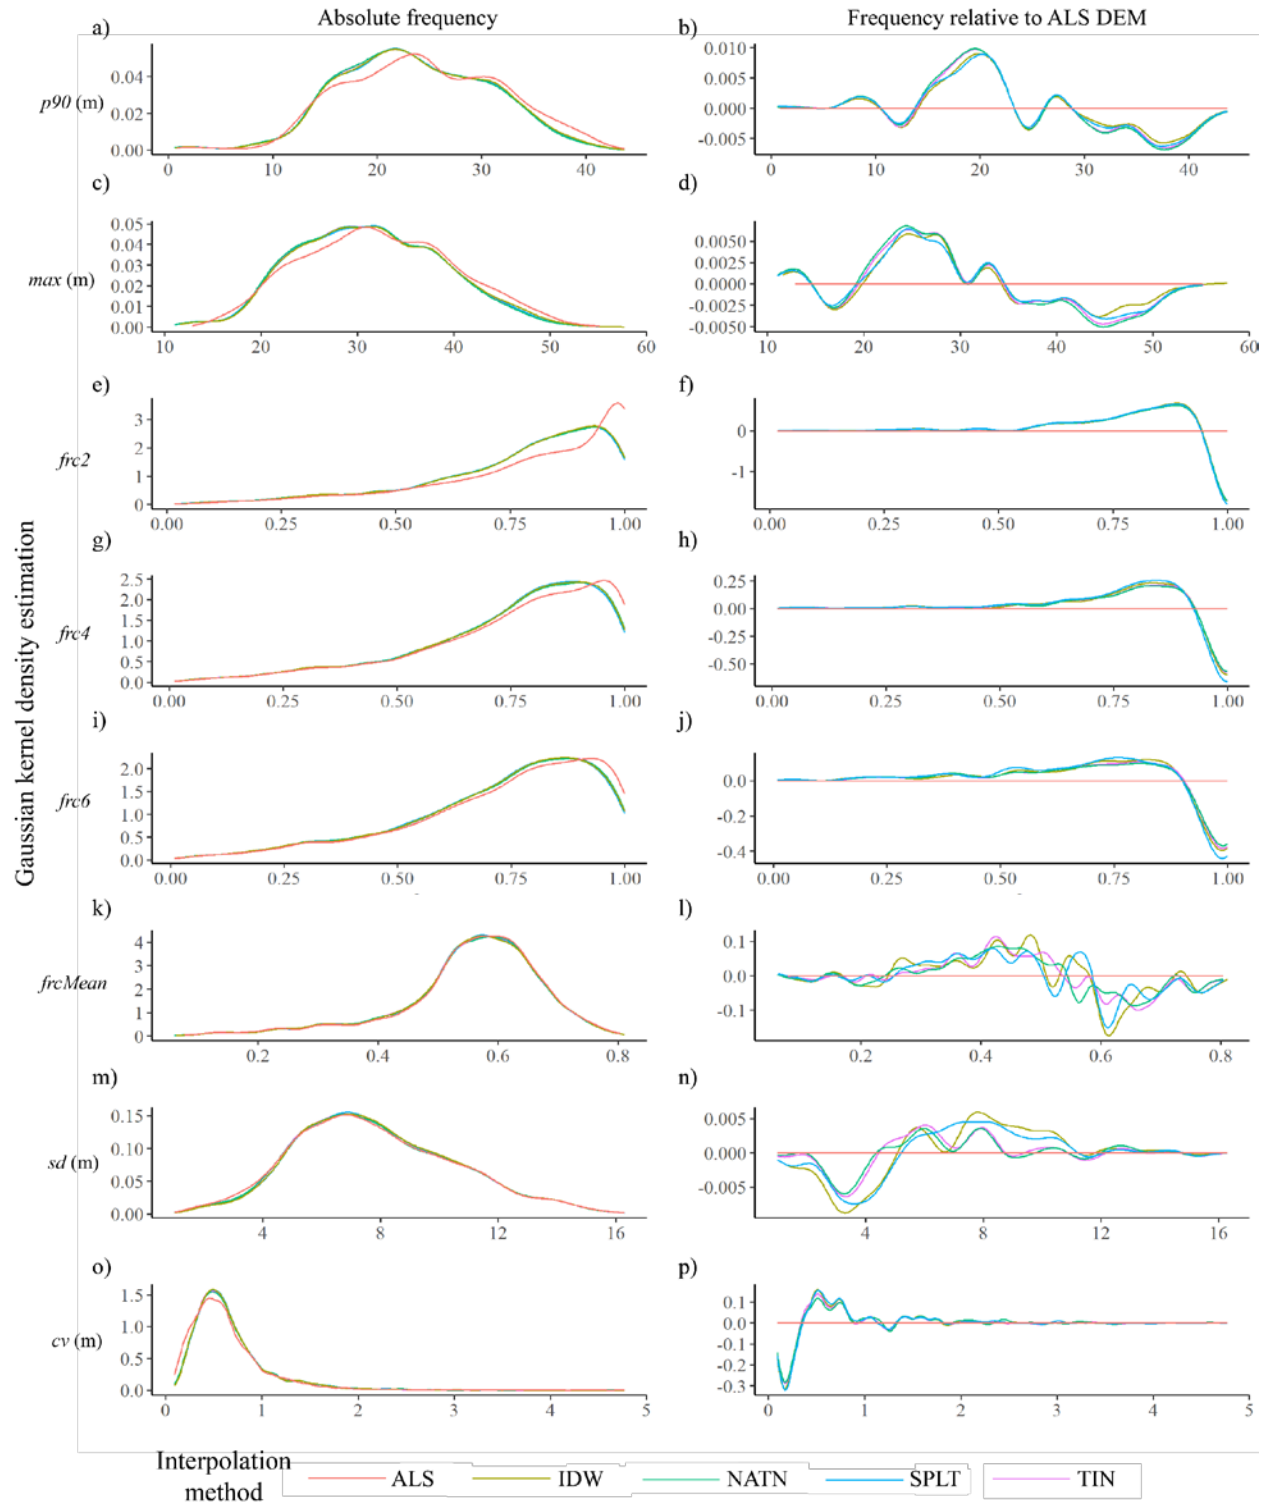 Absolute frequency
Frequency relative to ALS DEM
Gaussian kernel density estimation
a)
p90 (m)
0.04
0.02
0.00
0 10 20 30 40
b)
0.010
0.005
0.000
-0.005
0 10 20 30 40
c)
max (m)
0.05
0.04
0.03
0.02
0.01
0.00
10 20 30 40 50 60
d)
0.0050
0.0025
0.0000
-0.0025
-0.0050
10 20 30 40 50 60
e)
frc2
3
2
1
0
0.00 0.25 0.50 0.75 1.00
f)
0
-1
0.00 0.25 0.50 0.75 1.00
g)
frc4
2.5
2.0
1.5
1.0
0.5
0.0
0.00 0.25 0.50 0.75 1.00
h)
0.25
0.00
-0.25
-0.50
0.00 0.25 0.50 0.75 1.00
i)
frc6
2.0
1.5
1.0
0.5
0.0
0.00 0.25 0.50 0.75 1.00
j)
0.0
-0.2
-0.4
0.00 0.25 0.50 0.75 1.00
k)
frcMean
4
3
2
1
0
0.2 0.4 0.6 0.8
l)
0.1
0.0
-0.1
0.2 0.4 0.6 0.8
m)
sd (m)
0.15
0.10
0.05
0.00
4 8 12 16
n)
0.005
0.000
-0.005
4 8 12 16
o)
cv (m)
1.5
1.0
0.5
0.0
0 1 2 3 4 5
p)
0.1
0.0
-0.1
-0.2
-0.3
0 1 2 3 4 5
Interpolation
method
ALS IDW NATN SPLT TIN